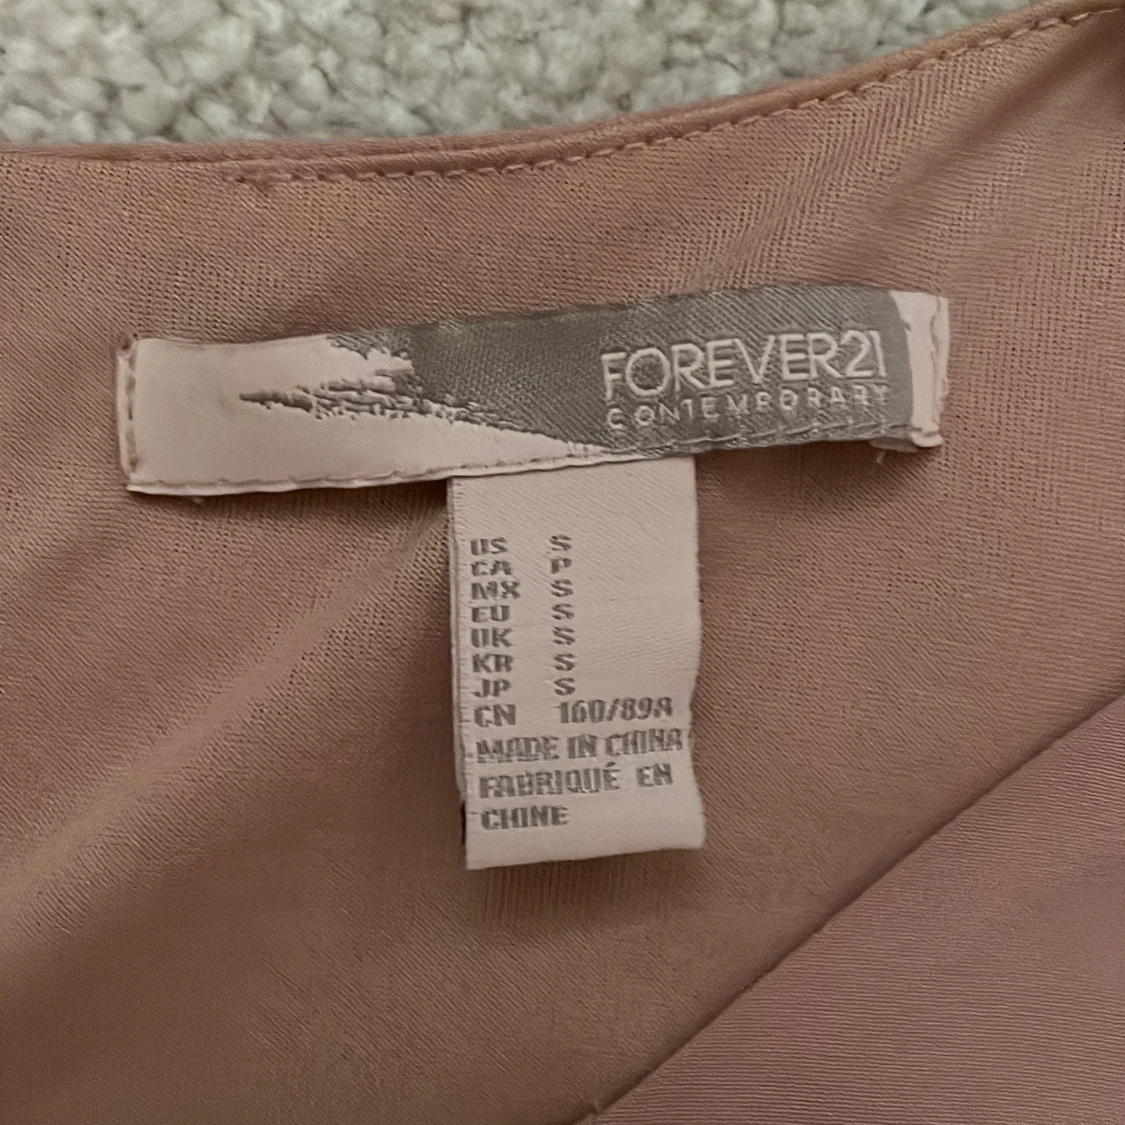 FOREVER21
CONTEMPORARY
US S
CA P
MX S
EU S
UK S
KR S
JP S
CN 160/89A
MADE IN CHINA
FABRIQUÉ EN
CHINE